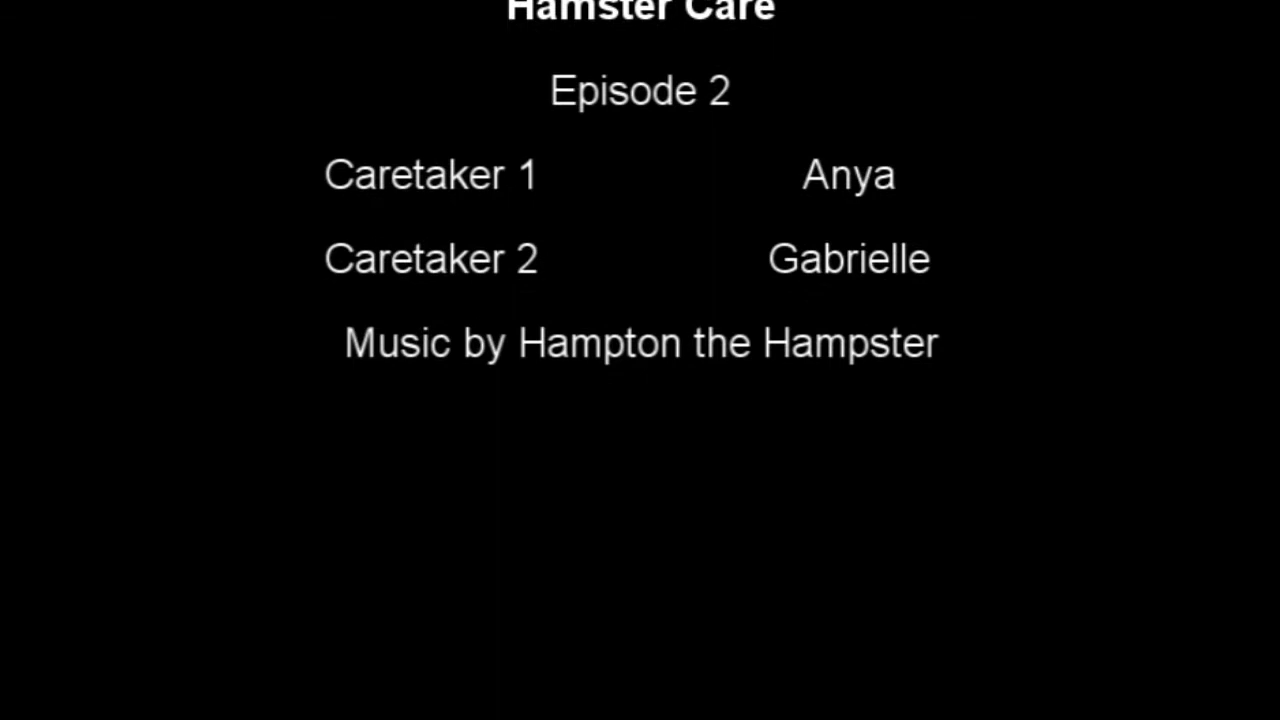 Hamster Care
Episode 2
Caretaker 1 Anya
Caretaker 2 Gabrielle
Music by Hampton the Hampster